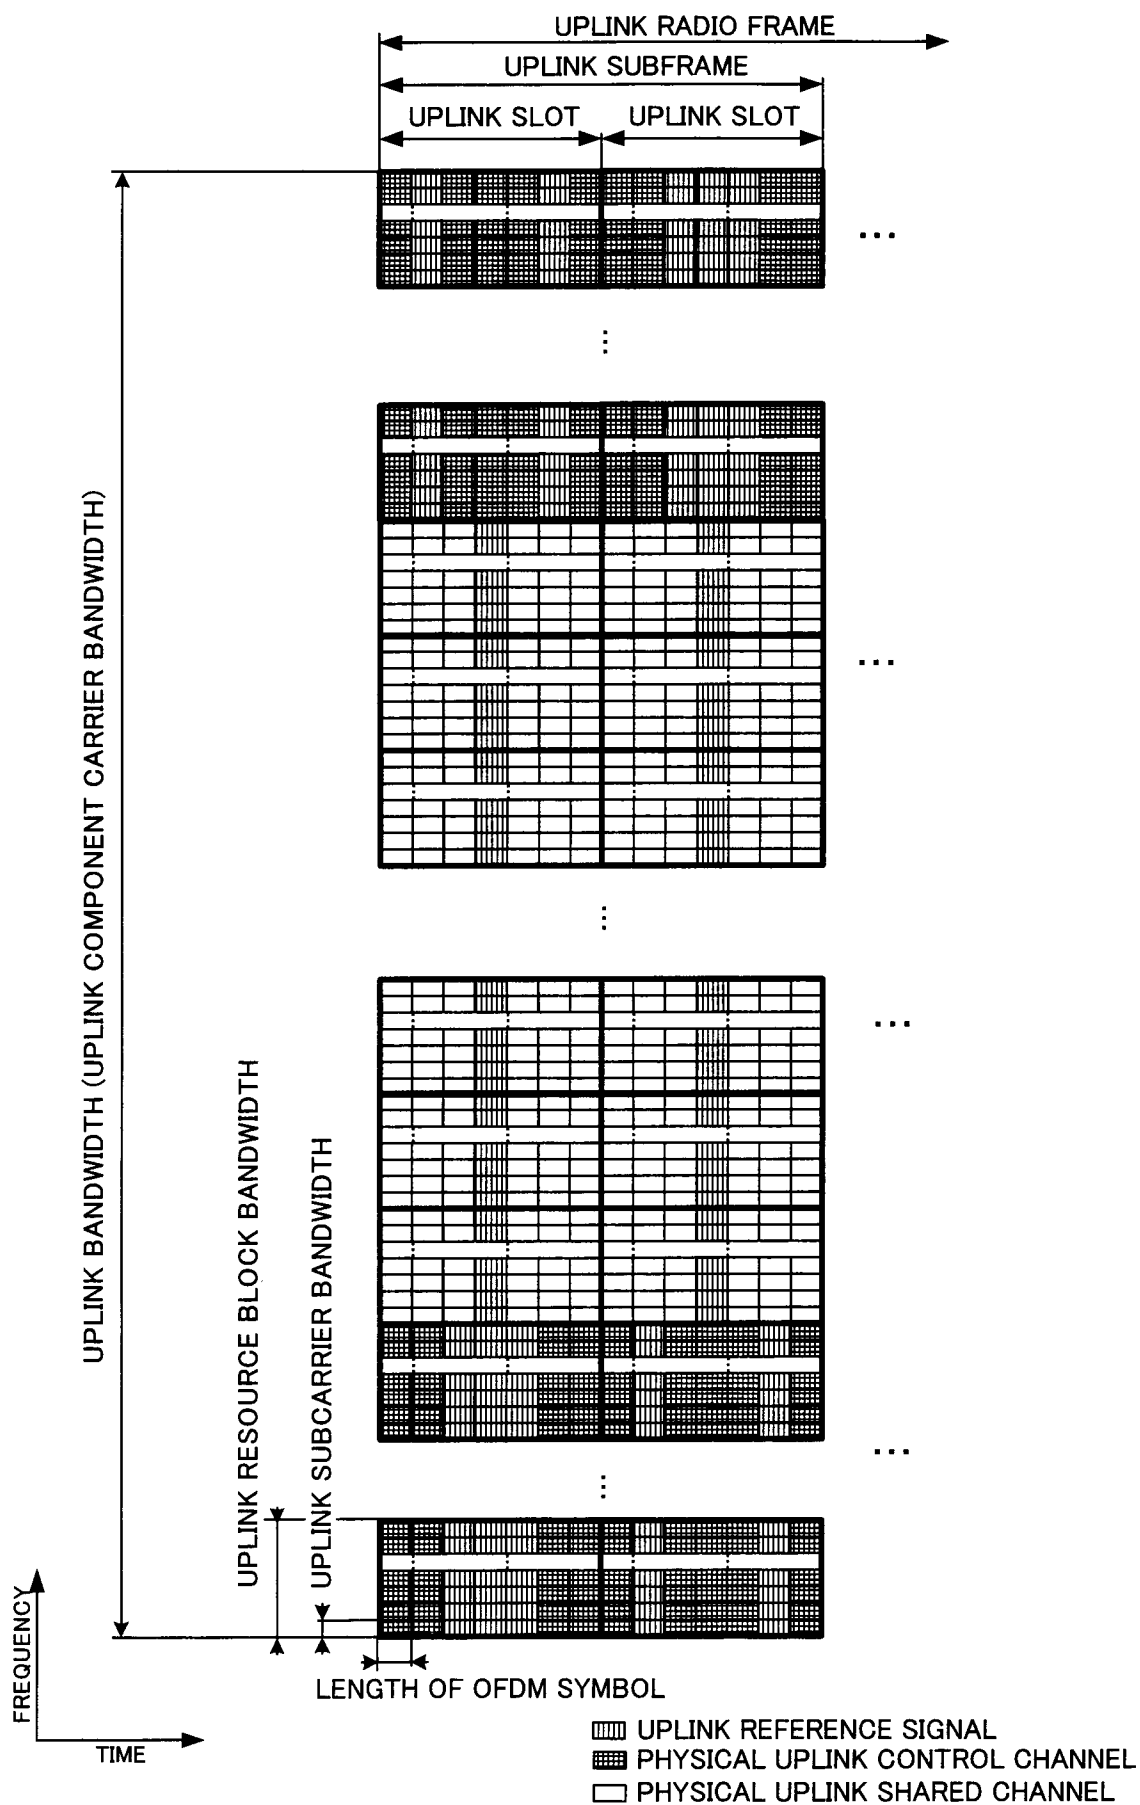 UPLINK RADIO FRAME
UPLINK SUBFRAME
UPLINK SLOT
UPLINK SLOT
...
...
...
...
...
...
...
UPLINK BANDWIDTH (UPLINK COMPONENT CARRIER BANDWIDTH)
UPLINK RESOURCE BLOCK BANDWIDTH
UPLINK SUBCARRIER BANDWIDTH
FREQUENCY
TIME
LENGTH OF OFDM SYMBOL
UPLINK REFERENCE SIGNAL
PHYSICAL UPLINK CONTROL CHANNEL
PHYSICAL UPLINK SHARED CHANNEL